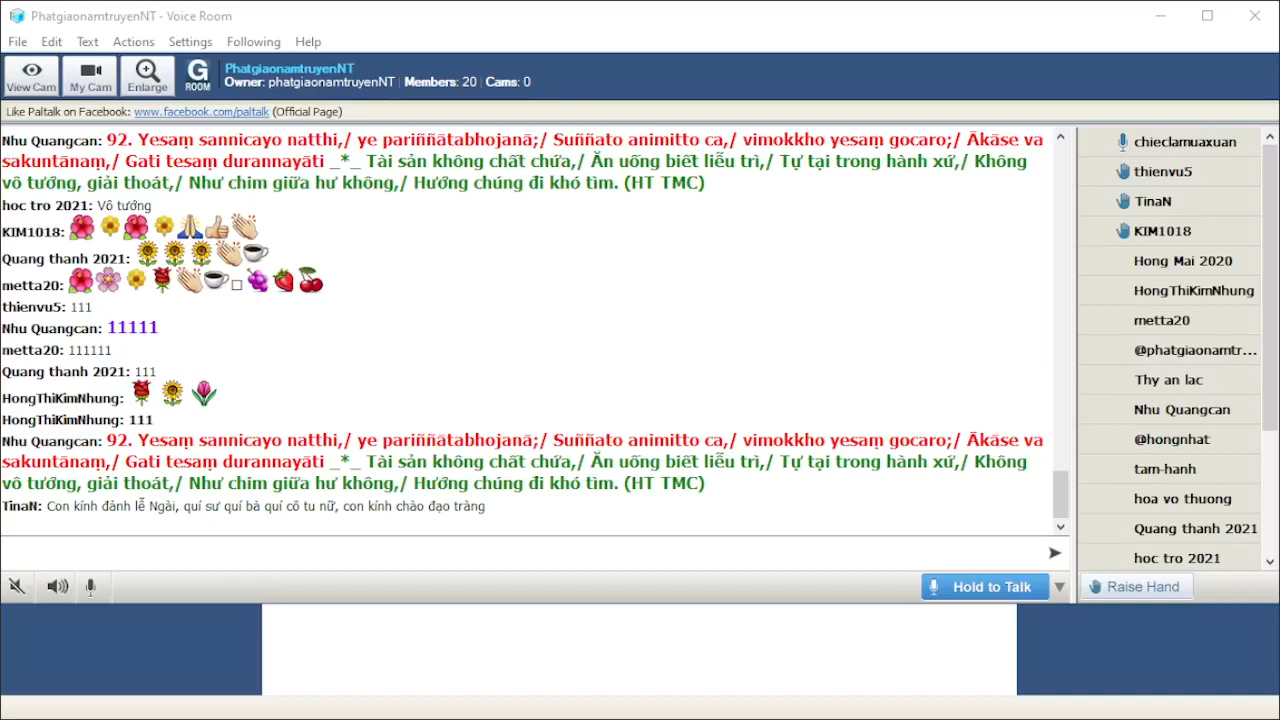 PhatgiaonamtruyenNT - Voice Room
File Edit Text Actions Settings Following Help
View Cam My Cam Enlarge G ROOM
PhatgiaonamtruyenNT
Owner: phatgiaonamtruyenNT | Members: 20 | Cams: 0
Like Paltalk on Facebook: www.facebook.com/paltalk (Official Page)
Nhu Quangcan: 92. Yesaṃ sannicayo natthi,/ ye pariññātabhojanā;/ Suññato animitto ca,/ vimokkho yesaṃ gocaro;/ Ākāse va
sakuntānaṃ,/ Gati tesaṃ durannayāti _*_ Tài sản không chất chứa,/ Ăn uống biết liễu tri,/ Tự tại trong hành xứ,/ Không
vô tướng, giải thoát,/ Như chim giữa hư không,/ Hướng chúng đi khó tìm. (HT TMC)
hoc tro 2021: Vô tướng
KIM1018:
Quang thanh 2021:
metta20:
thienvu5: 111
Nhu Quangcan: 11111
metta20: 111111
Quang thanh 2021: 111
HongThiKimNhung:
HongThiKimNhung: 111
Nhu Quangcan: 92. Yesaṃ sannicayo natthi,/ ye pariññātabhojanā;/ Suññato animitto ca,/ vimokkho yesaṃ gocaro;/ Ākāse va
sakuntānaṃ,/ Gati tesaṃ durannayāti _*_ Tài sản không chất chứa,/ Ăn uống biết liễu tri,/ Tự tại trong hành xứ,/ Không
vô tướng, giải thoát,/ Như chim giữa hư không,/ Hướng chúng đi khó tìm. (HT TMC)
TinaN: Con kính đảnh lễ Ngài, quí sư quí bà quí cô tu nữ, con kính chào đạo tràng
Hold to Talk
chieclamuaxuan
thienvu5
TinaN
KIM1018
Hong Mai 2020
HongThiKimNhung
metta20
@phatgiaonamtr...
Thy an lac
Nhu Quangcan
@hongnhat
tam-hanh
hoa vo thuong
Quang thanh 2021
hoc tro 2021
Raise Hand